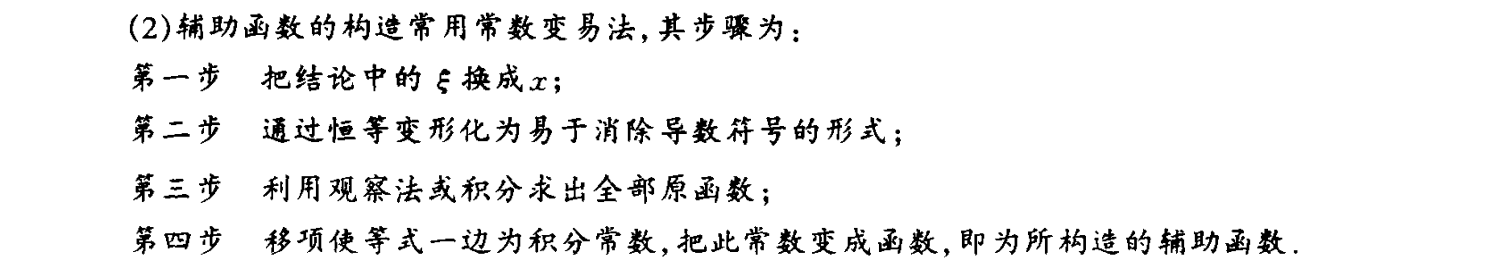 (2)辅助函数的构造常用常数变易法,其步骤为:
第一步 把结论中的 ξ 换成x;
第二步 通过恒等变形化为易于消除导数符号的形式;
第三步 利用观察法或积分求出全部原函数;
第四步 移项使等式一边为积分常数,把此常数变成函数,即为所构造的辅助函数.